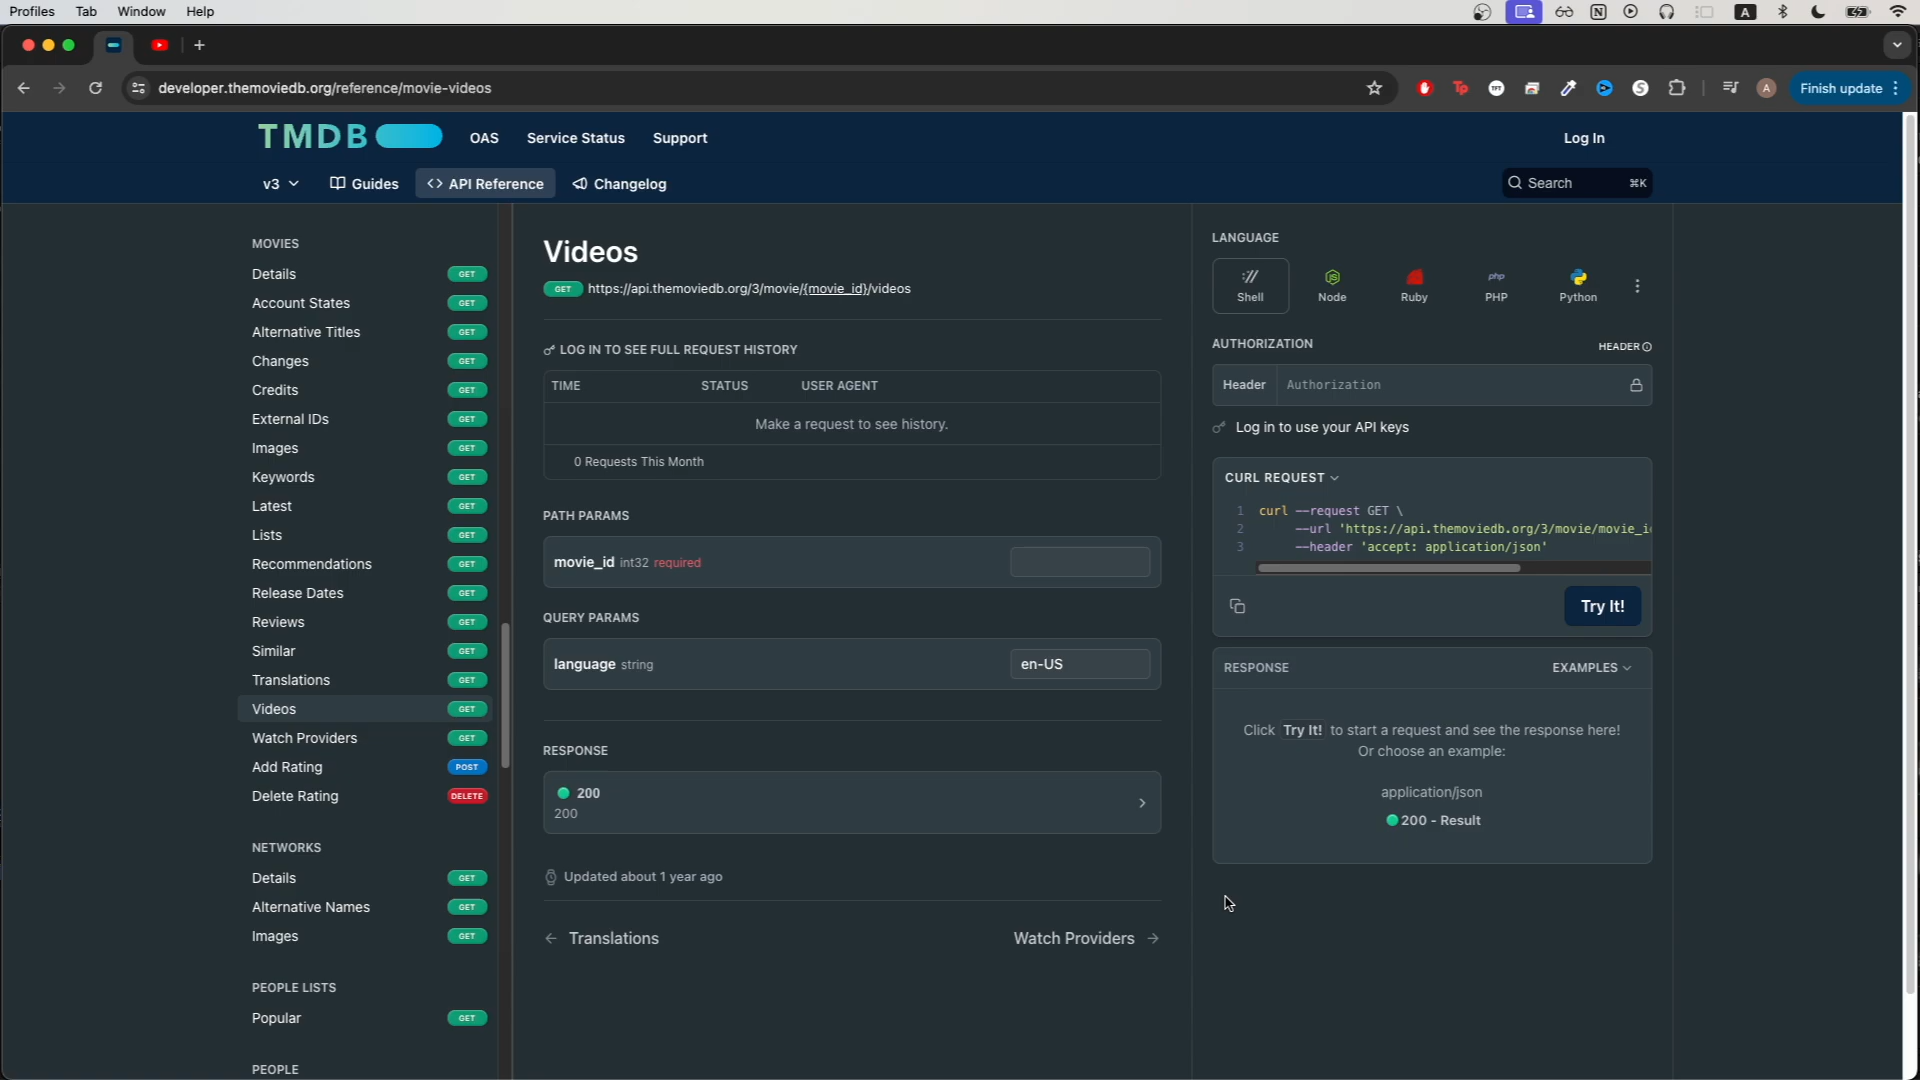 Profiles Tab Window Help
A
developer.themoviedb.org/reference/movie-videos
Tp
A
Finish update
TMDB OAS Service Status Support Log In
v3 Guides <> API Reference Changelog Search ⌘K
MOVIES
Details GET
Account States GET
Alternative Titles GET
Changes GET
Credits GET
External IDs GET
Images GET
Keywords GET
Latest GET
Lists GET
Recommendations GET
Release Dates GET
Reviews GET
Similar GET
Translations GET
Videos GET
Watch Providers GET
Add Rating POST
Delete Rating DELETE
NETWORKS
Details GET
Alternative Names GET
Images GET
PEOPLE LISTS
Popular GET
PEOPLE
Videos
GET https://api.themoviedb.org/3/movie/{movie_id}/videos
LOG IN TO SEE FULL REQUEST HISTORY
TIME STATUS USER AGENT
Make a request to see history.
0 Requests This Month
PATH PARAMS
movie_id int32 required
QUERY PARAMS
language string en-US
RESPONSE
200
200
Updated about 1 year ago
← Translations Watch Providers →
LANGUAGE
Shell Node Ruby php PHP Python
AUTHORIZATION HEADER
Header Authorization
Log in to use your API keys
CURL REQUEST
1 curl --request GET \
2 --url 'https://api.themoviedb.org/3/movie/movie_i
3 --header 'accept: application/json'
Try It!
RESPONSE EXAMPLES
Click Try It! to start a request and see the response here!
Or choose an example:
application/json
200 - Result